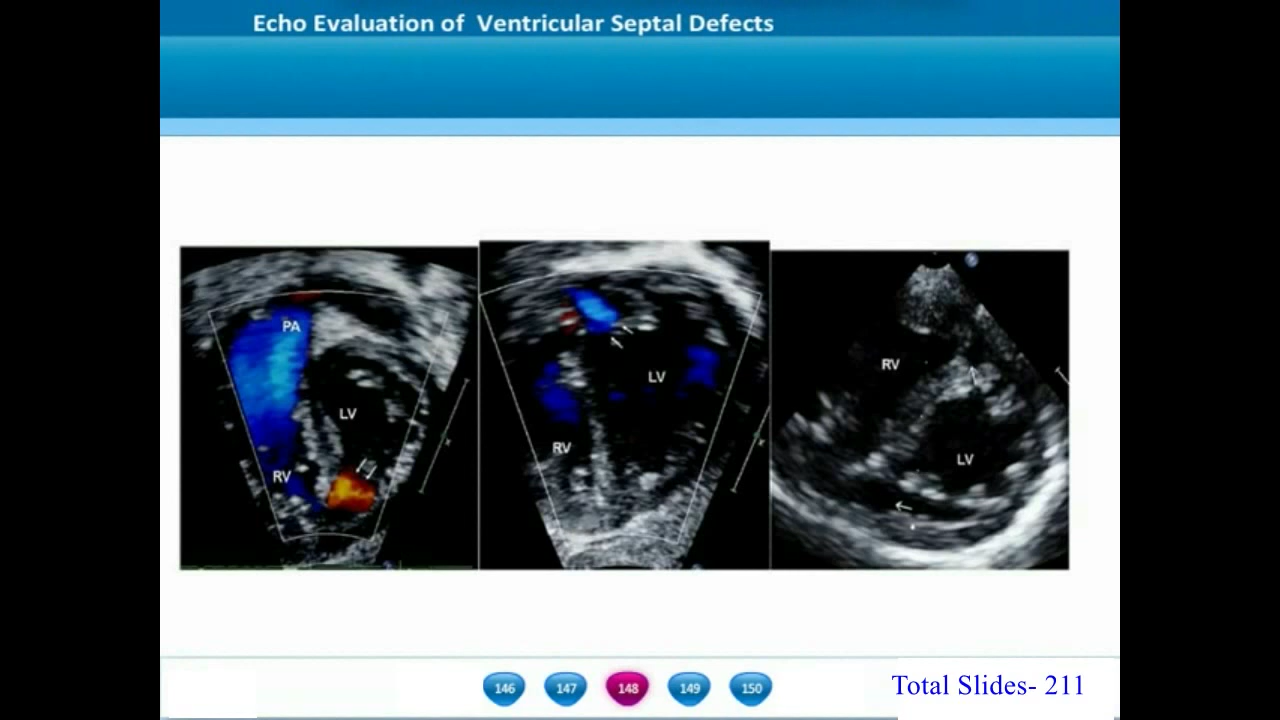 Echo Evaluation of Ventricular Septal Defects
PA
LV
RV
LV
RV
RV
LV
146 147 148 149 150
Total Slides- 211